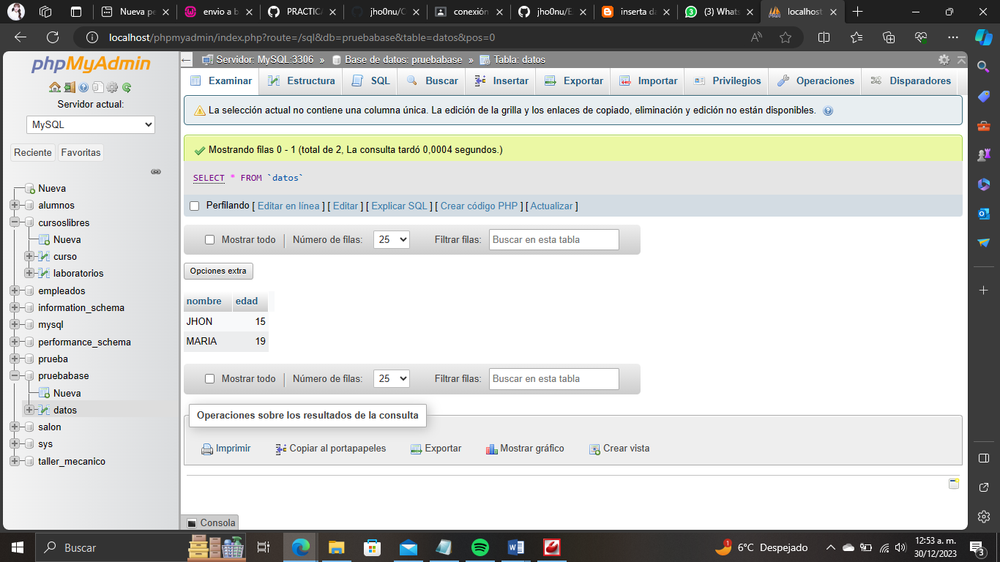 Nueva pe
envio a b
PRACTICA
jho0nu/C
conexión
jho0nu/E
inserta da
(3) Whats
localhost
localhost/phpmyadmin/index.php?route=/sql&db=pruebabase&table=datos&pos=0
phpMyAdmin
Servidor actual:
MySQL
Reciente
Favoritas
Nueva
alumnos
cursoslibres
Nueva
curso
laboratorios
empleados
information_schema
mysql
performance_schema
prueba
pruebabase
Nueva
datos
salon
sys
taller_mecanico
Servidor: MySQL:3306 » Base de datos: pruebabase » Tabla: datos
Examinar Estructura SQL Buscar Insertar Exportar Importar Privilegios Operaciones Disparadores
La selección actual no contiene una columna única. La edición de la grilla y los enlaces de copiado, eliminación y edición no están disponibles.
Mostrando filas 0 - 1 (total de 2, La consulta tardó 0,0004 segundos.)
SELECT * FROM `datos`
Perfilando [ Editar en línea ] [ Editar ] [ Explicar SQL ] [ Crear código PHP ] [ Actualizar ]
Mostrar todo | Número de filas: 25 Filtrar filas: Buscar en esta tabla
Opciones extra
nombre edad
JHON 15
MARIA 19
Mostrar todo | Número de filas: 25 Filtrar filas: Buscar en esta tabla
Operaciones sobre los resultados de la consulta
Imprimir Copiar al portapapeles Exportar Mostrar gráfico Crear vista
Consola
Buscar
6°C Despejado
12:53 a. m.
30/12/2023
3